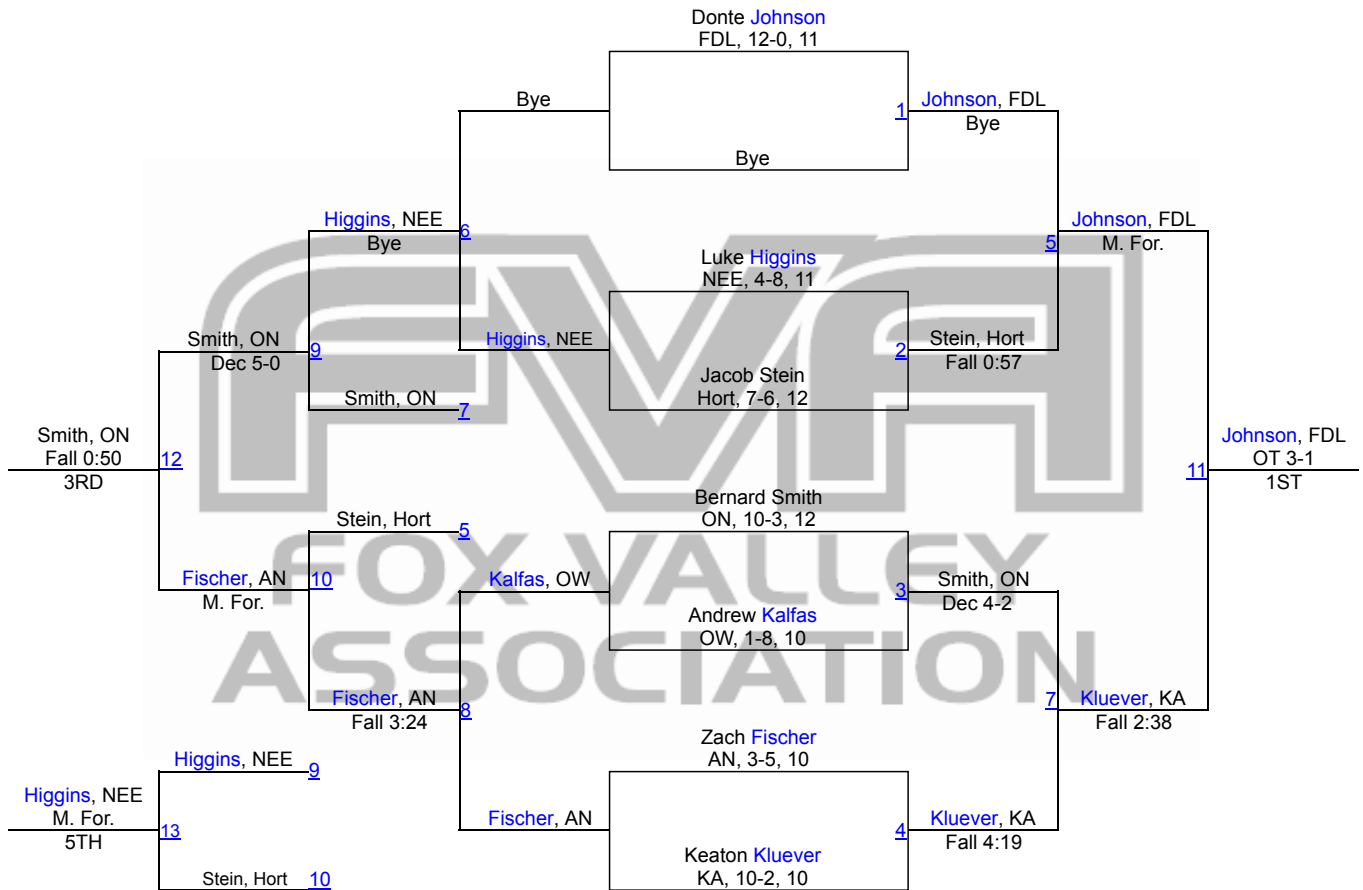 Donte Johnson
FDL, 12-0, 11
Bye
1
Johnson, FDL
Bye
Bye
Higgins, NEE
Bye
6
Johnson, FDL
M. For.
5
Luke Higgins
NEE, 4-8, 11
Smith, ON
Dec 5-0
9
Higgins, NEE
2
Stein, Hort
Fall 0:57
Jacob Stein
Hort, 7-6, 12
Smith, ON
7
Smith, ON
Fall 0:50
3RD
12
Johnson, FDL
OT 3-1
1ST
11
Bernard Smith
ON, 10-3, 12
Stein, Hort
5
Fischer, AN
M. For.
10
Kalfas, OW
3
Smith, ON
Dec 4-2
Andrew Kalfas
OW, 1-8, 10
Fischer, AN
Fall 3:24
8
7
Kluever, KA
Fall 2:38
Zach Fischer
AN, 3-5, 10
Higgins, NEE
9
Higgins, NEE
M. For.
5TH
13
Fischer, AN
4
Kluever, KA
Fall 4:19
Keaton Kluever
KA, 10-2, 10
Stein, Hort
10
FVA
FOX VALLEY
ASSOCIATION